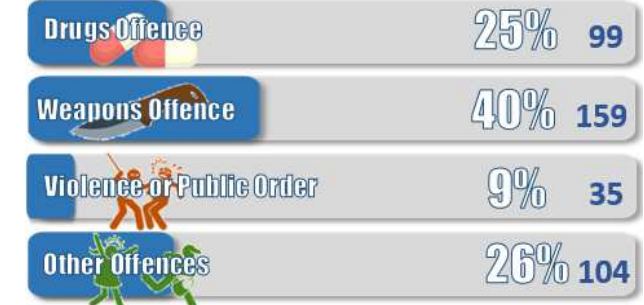 Drugs Offence 25% 99
Weapons Offence 40% 159
Violence or Public Order 9% 35
Other Offences 26% 104